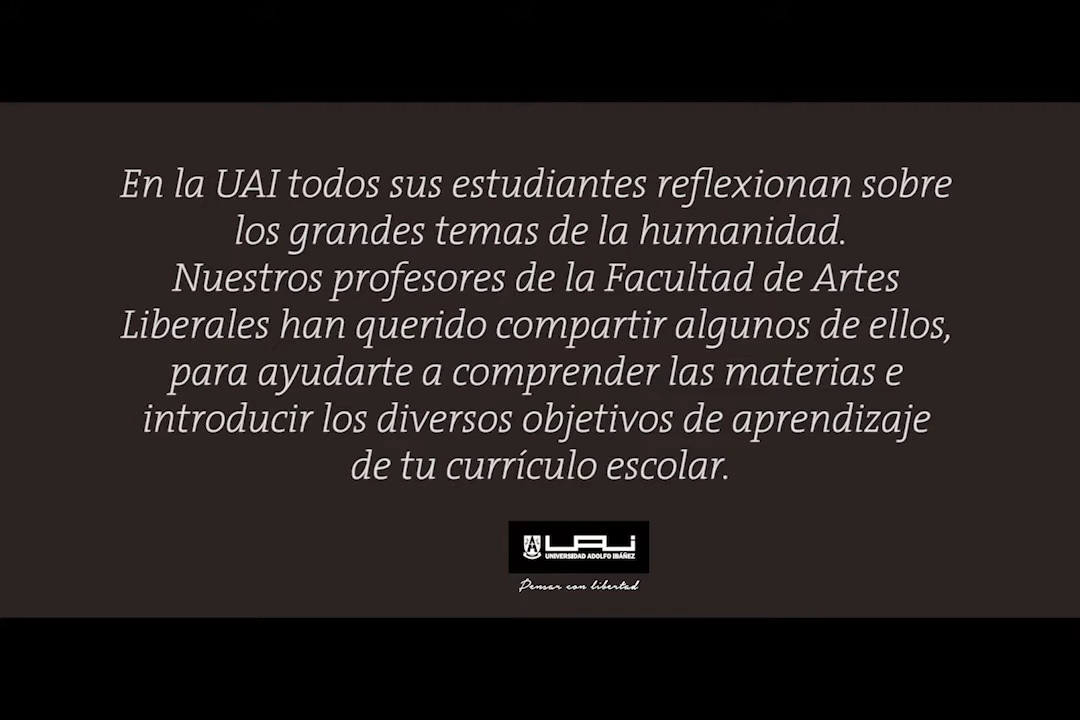 En la UAI todos sus estudiantes reflexionan sobre
los grandes temas de la humanidad.
Nuestros profesores de la Facultad de Artes
Liberales han querido compartir algunos de ellos,
para ayudarte a comprender las materias e
introducir los diversos objetivos de aprendizaje
de tu currículo escolar.
UAI
UNIVERSIDAD ADOLFO IBÁÑEZ
Pensar con libertad